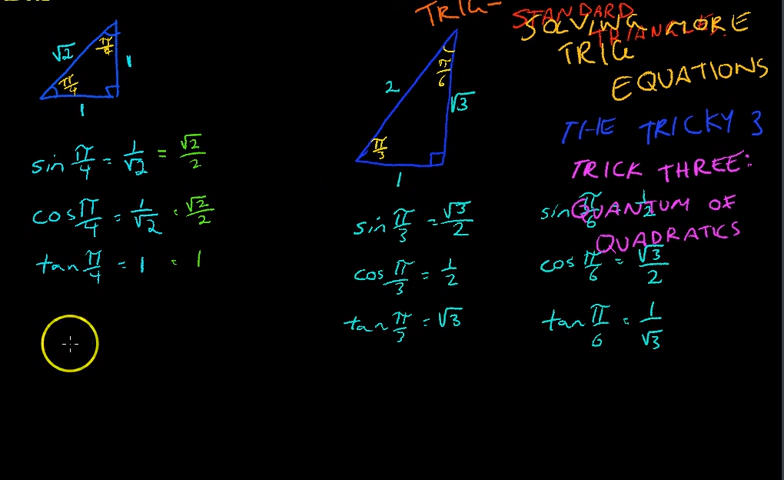 TRIG-
STANDARD
TRIANGLES
SOLVING MORE
TRIG
EQUATIONS
THE TRICKY 3
TRICK THREE:
QUANTUM OF
QUADRATICS
√2
π/4
π/4
1
1
sin π/4 = 1/√2 = √2/2
cos π/4 = 1/√2 = √2/2
tan π/4 = 1 = 1
2
π/6
√3
π/3
1
sin π/3 = √3/2
cos π/3 = 1/2
tan π/3 = √3
sin π/6 1/2
cos π/6 = √3/2
tan π/6 = 1/√3